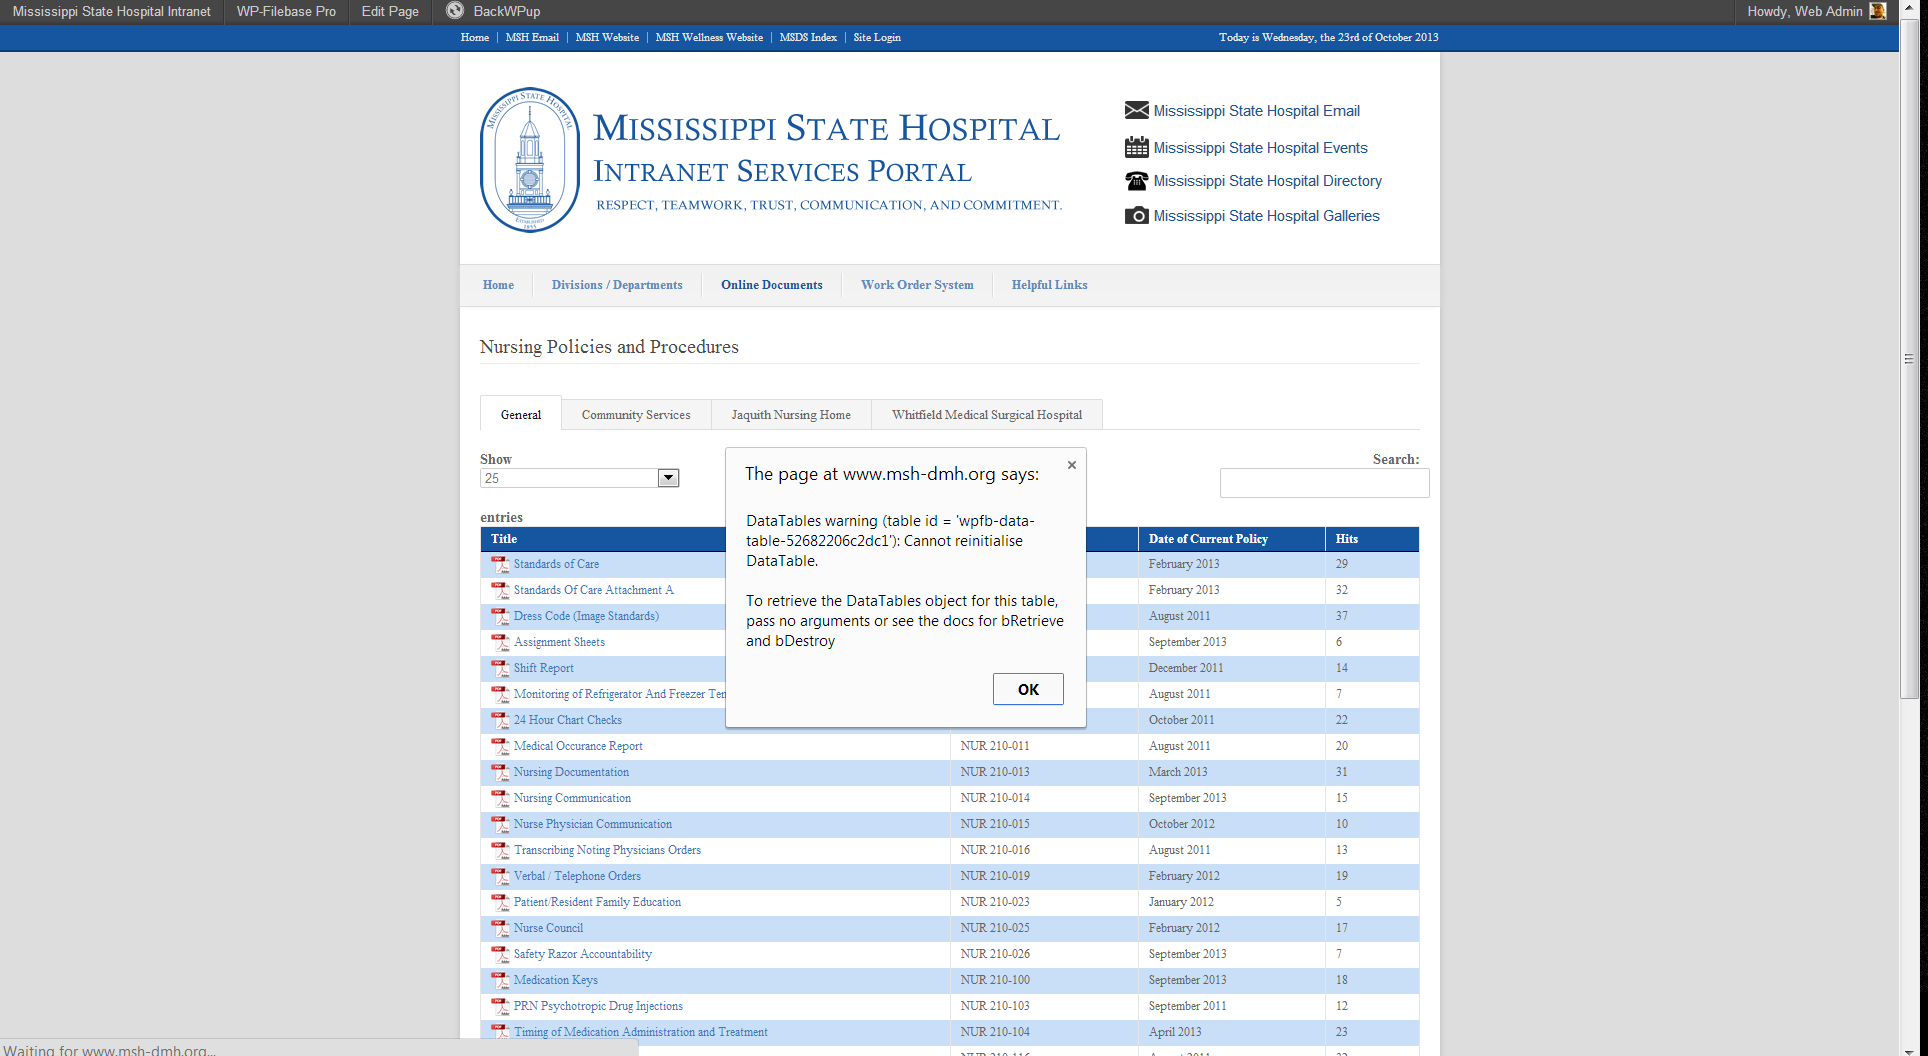 Mississippi State Hospital Intranet WP-Filebase Pro Edit Page BackWPup Howdy, Web Admin
Home | MSH Email | MSH Website | MSH Wellness Website | MSDS Index | Site Login Today is Wednesday, the 23rd of October 2013
MISSISSIPPI STATE HOSPITAL
ESTABLISHED
1855
MISSISSIPPI STATE HOSPITAL
INTRANET SERVICES PORTAL
RESPECT, TEAMWORK, TRUST, COMMUNICATION, AND COMMITMENT.
Mississippi State Hospital Email
Mississippi State Hospital Events
Mississippi State Hospital Directory
Mississippi State Hospital Galleries
Home Divisions / Departments Online Documents Work Order System Helpful Links
Nursing Policies and Procedures
General Community Services Jaquith Nursing Home Whitfield Medical Surgical Hospital
Show Search:
25
entries
The page at www.msh-dmh.org says:
DataTables warning (table id = 'wpfb-data-
table-52682206c2dc1'): Cannot reinitialise
DataTable.
To retrieve the DataTables object for this table,
pass no arguments or see the docs for bRetrieve
and bDestroy
OK
Title Date of Current Policy Hits
Standards of Care February 2013 29
Standards Of Care Attachment A February 2013 32
Dress Code (Image Standards) August 2011 37
Assignment Sheets September 2013 6
Shift Report December 2011 14
Monitoring of Refrigerator And Freezer August 2011 7
24 Hour Chart Checks October 2011 22
Medical Occurance Report NUR 210-011 August 2011 20
Nursing Documentation NUR 210-013 March 2013 31
Nursing Communication NUR 210-014 September 2013 15
Nurse Physician Communication NUR 210-015 October 2012 10
Transcribing Noting Physicians Orders NUR 210-016 August 2011 13
Verbal / Telephone Orders NUR 210-019 February 2012 19
Patient/Resident Family Education NUR 210-023 January 2012 5
Nurse Council NUR 210-025 February 2012 17
Safety Razor Accountability NUR 210-026 September 2013 7
Medication Keys NUR 210-100 September 2013 18
PRN Psychotropic Drug Injections NUR 210-103 September 2011 12
Timing of Medication Administration and Treatment NUR 210-104 April 2013 23
Waiting for www.msh-dmh.org...